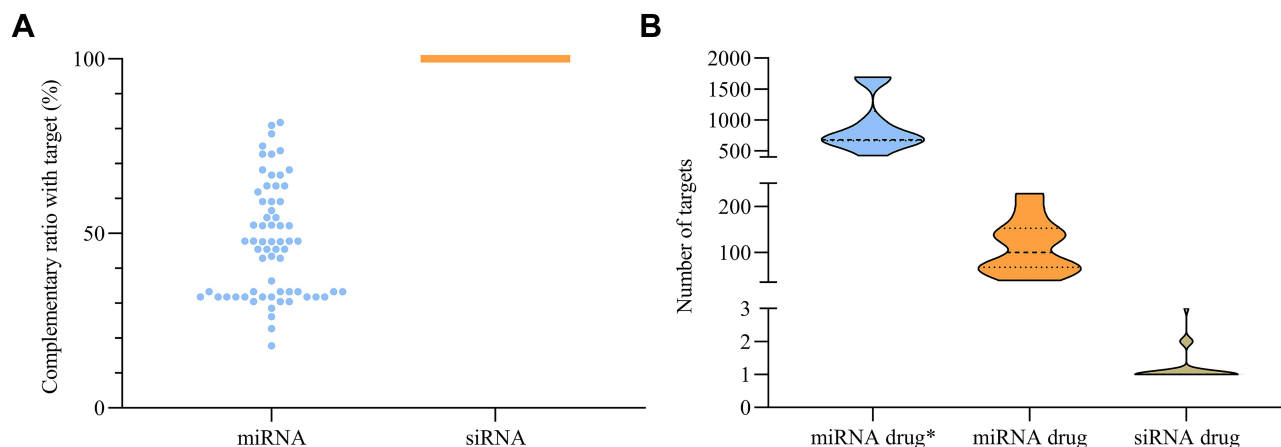 A
Complementary ratio with target (%)
100
50
0
miRNA
siRNA
B
Number of targets
2000
1500
1000
500
200
100
3
2
1
0
miRNA drug*
miRNA drug
siRNA drug